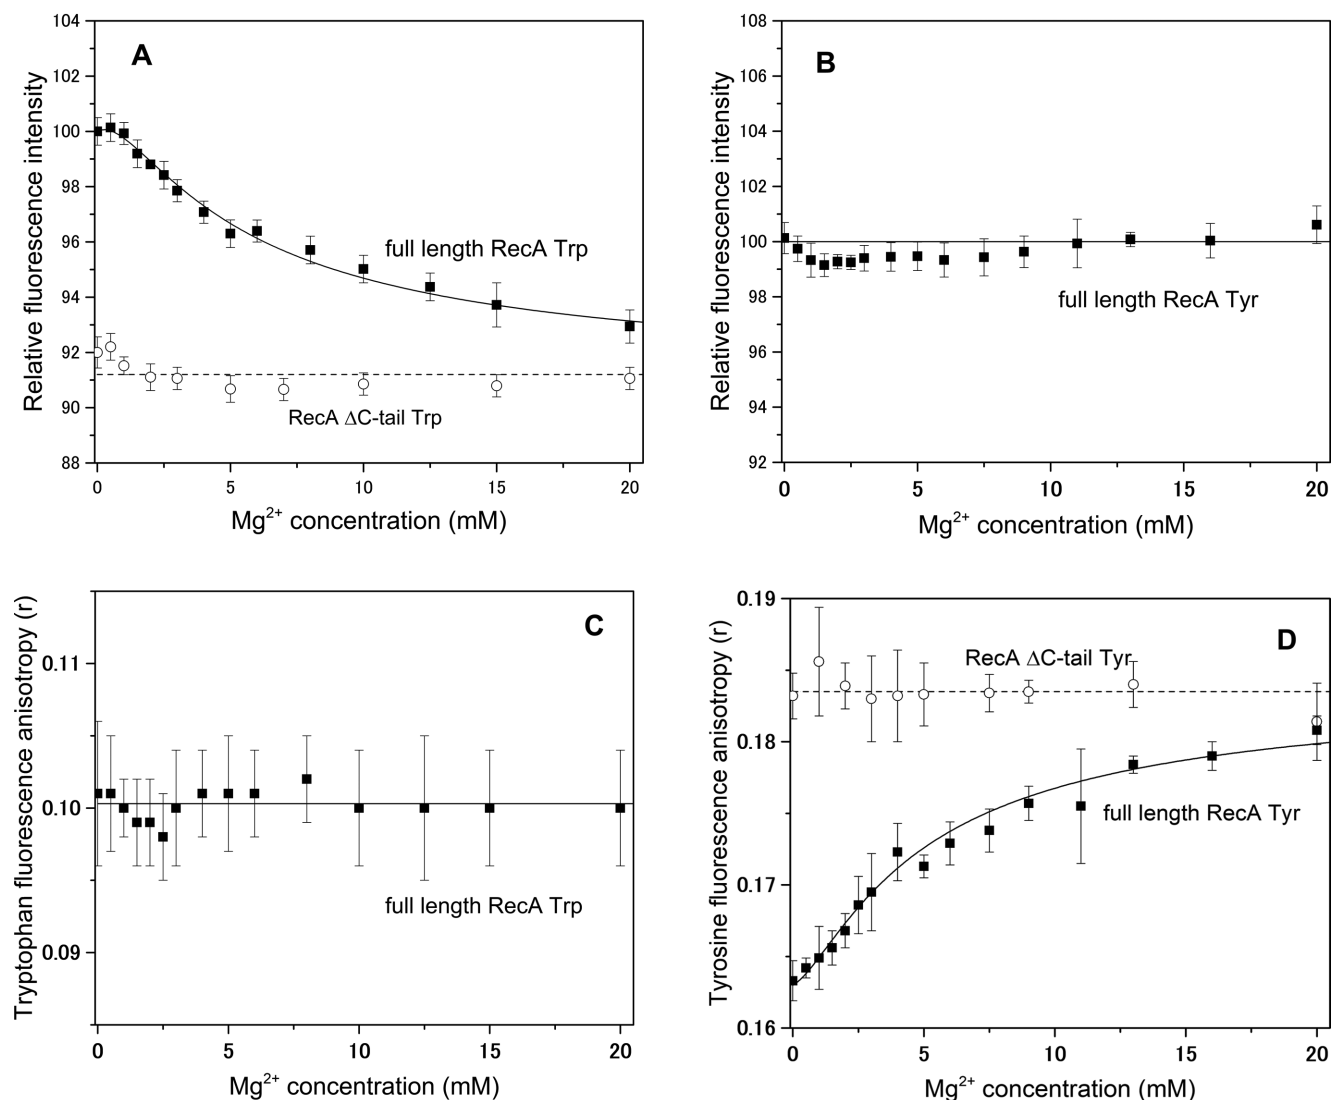 A
Relative fluorescence intensity
104
102
100
98
96
94
92
90
88
full length RecA Trp
RecA ΔC-tail Trp
0 5 10 15 20
Mg²⁺ concentration (mM)
B
Relative fluorescence intensity
108
106
104
102
100
98
96
94
92
full length RecA Tyr
0 5 10 15 20
Mg²⁺ concentration (mM)
C
Tryptophan fluorescence anisotropy (r)
0.11
0.10
0.09
full length RecA Trp
0 5 10 15 20
Mg²⁺ concentration (mM)
D
Tyrosine fluorescence anisotropy (r)
0.19
0.18
0.17
0.16
RecA ΔC-tail Tyr
full length RecA Tyr
0 5 10 15 20
Mg²⁺ concentration (mM)